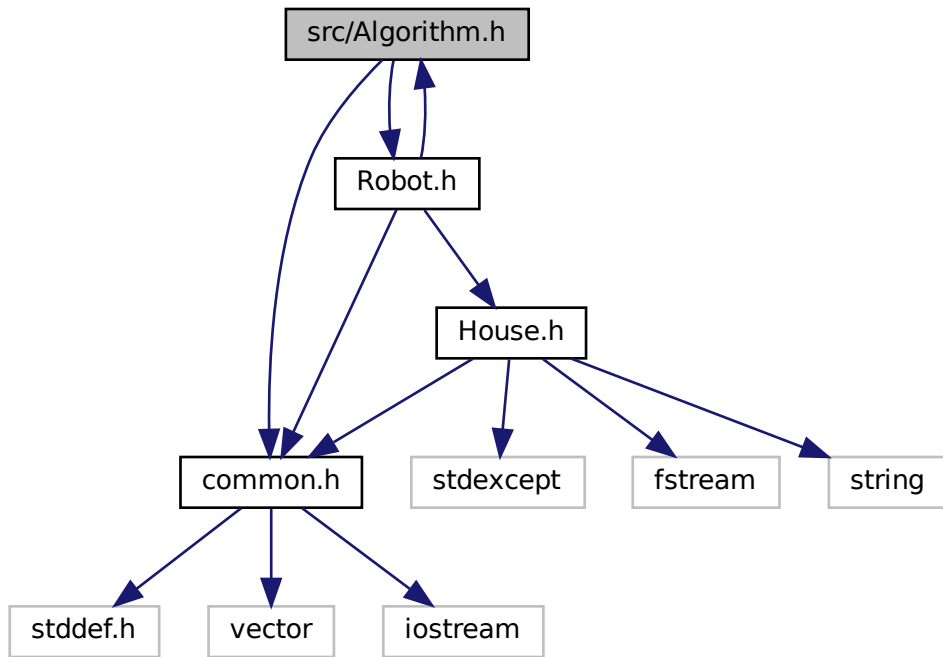 src/Algorithm.h
Robot.h
House.h
common.h
stdexcept
fstream
string
stddef.h
vector
iostream